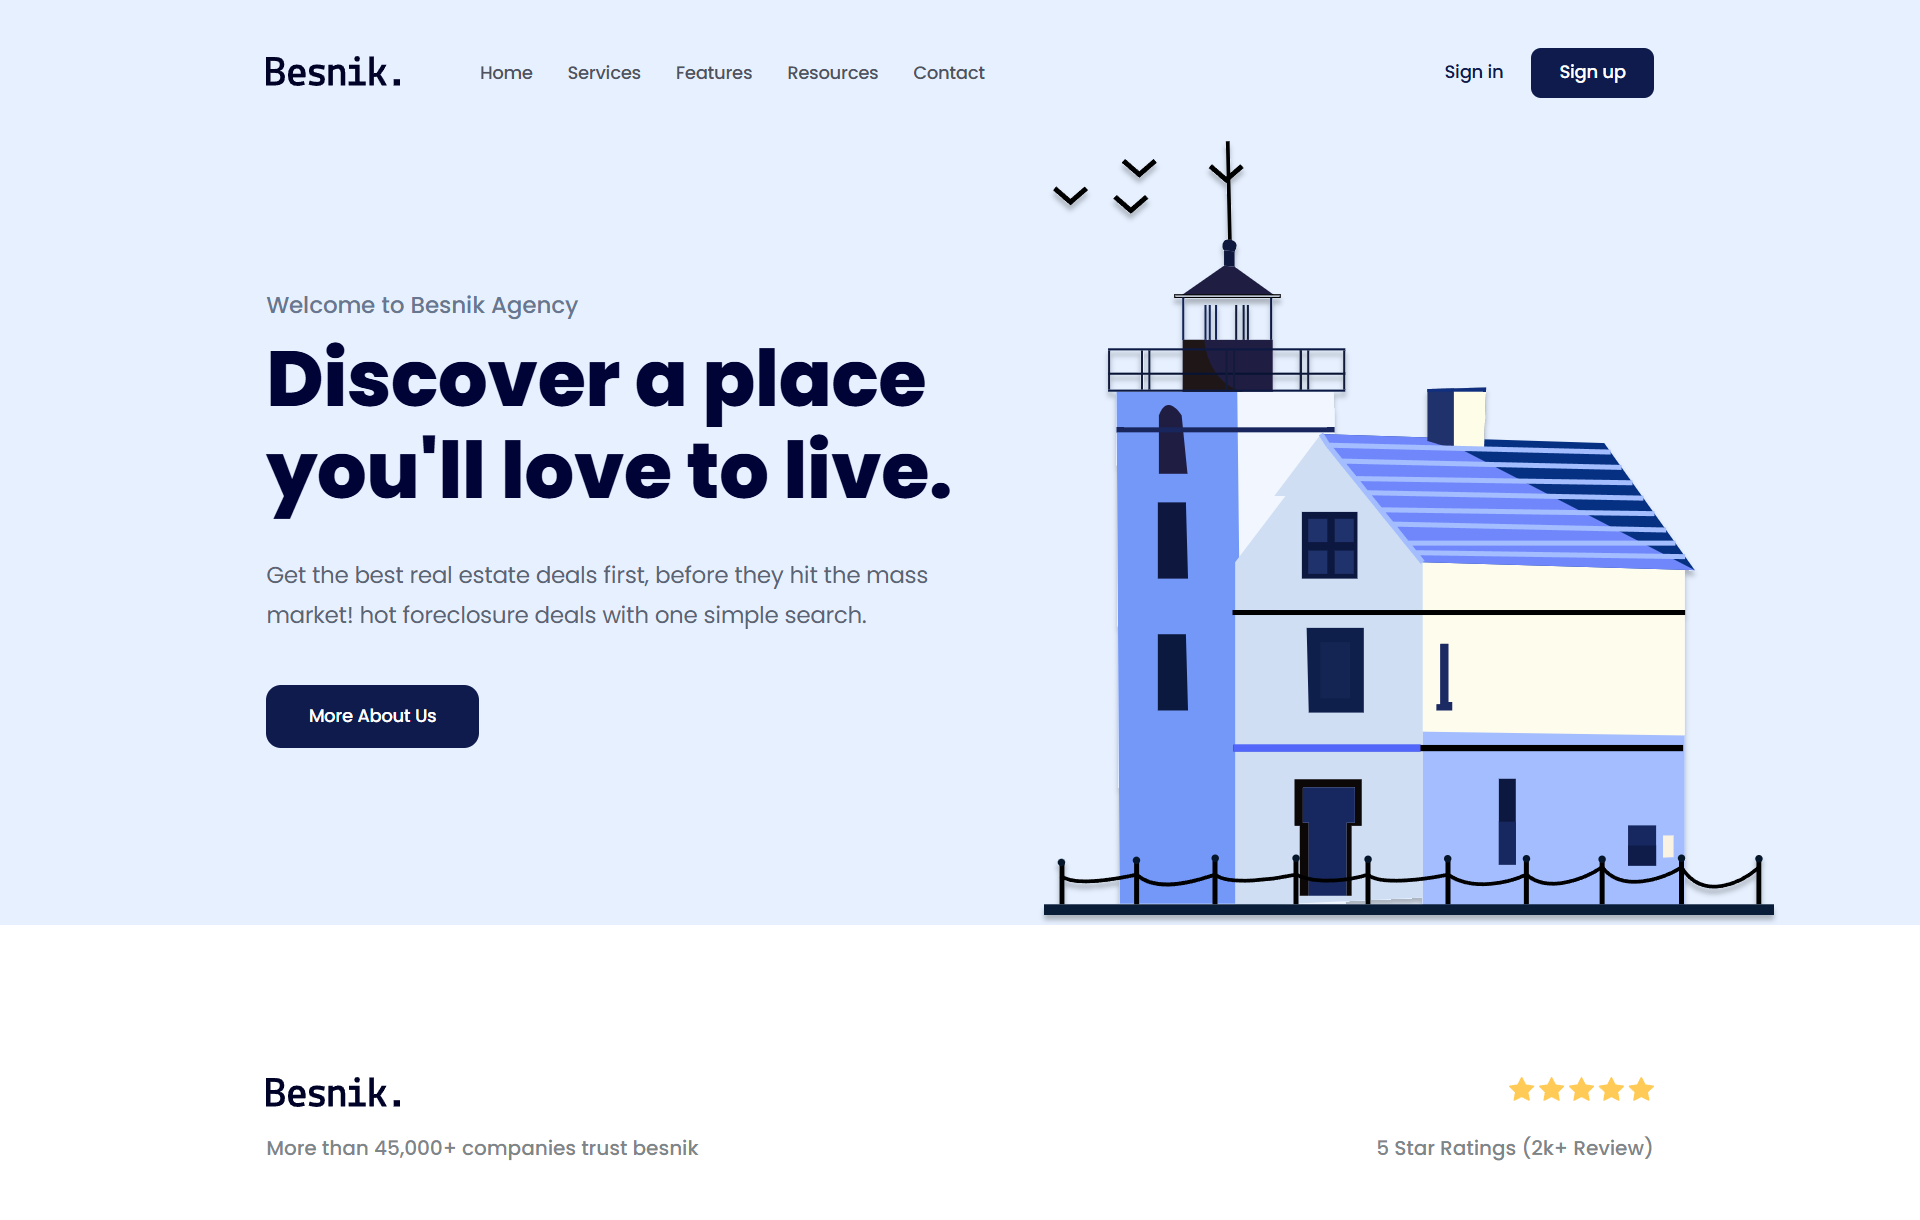 Besnik.
Home Services Features Resources Contact
Sign in Sign up
Welcome to Besnik Agency
Discover a place
you'll love to live.
Get the best real estate deals first, before they hit the mass
market! hot foreclosure deals with one simple search.
More About Us
Besnik.
More than 45,000+ companies trust besnik
5 Star Ratings (2k+ Review)